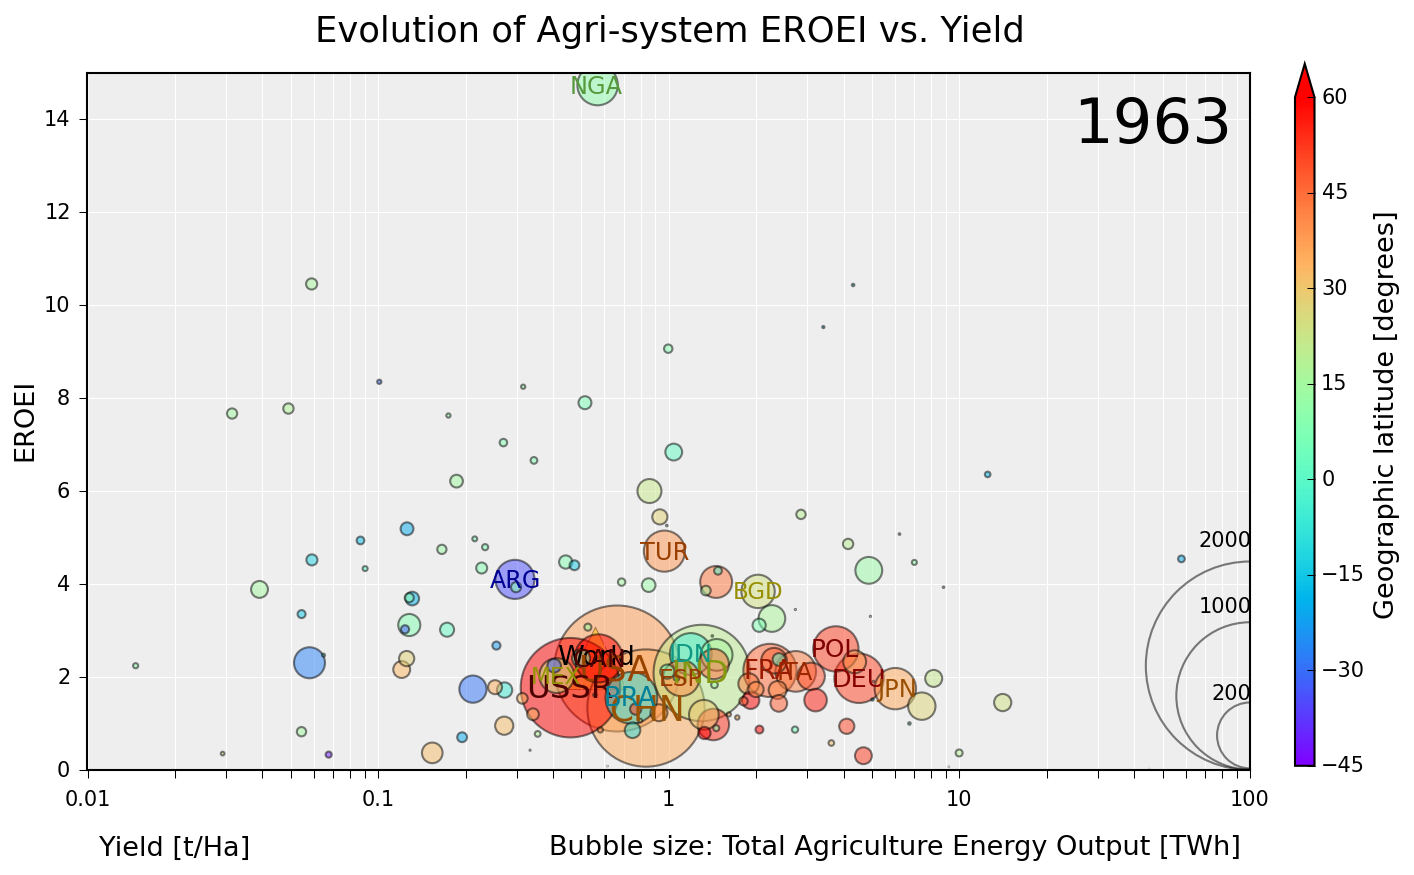 Evolution of Agri-system EROEI vs. Yield
1963
NGA
TUR
ARG
BGD
World
MEX
USSR
BRA
CHN
IDN
IND
ESP
FRA
ITA
POL
DEU
JPN
2000
1000
200
EROEI
14
12
10
8
6
4
2
0
0.01
0.1
1
10
100
Yield [t/Ha]
Bubble size: Total Agriculture Energy Output [TWh]
60
45
30
15
0
−15
−30
−45
Geographic latitude [degrees]